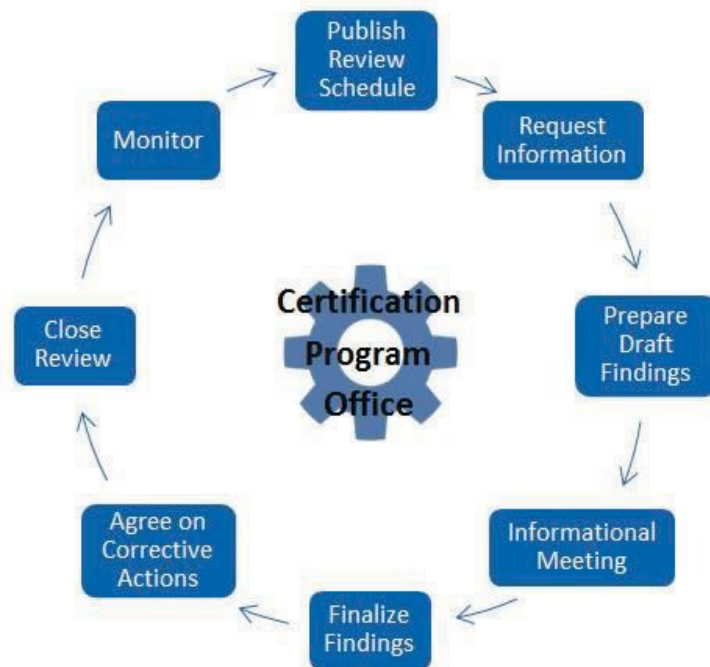 Publish
Review
Schedule
Request
Information
Prepare
Draft
Findings
Informational
Meeting
Finalize
Findings
Agree on
Corrective
Actions
Close
Review
Monitor
Certification
Program
Office